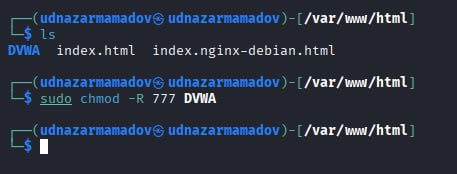 ┌──(udnazarmamadov㉿ udnazarmamadov)-[/var/www/html]
└─$ ls
DVWA  index.html  index.nginx-debian.html
┌──(udnazarmamadov㉿ udnazarmamadov)-[/var/www/html]
└─$ sudo chmod -R 777 DVWA
┌──(udnazarmamadov㉿ udnazarmamadov)-[/var/www/html]
└─$